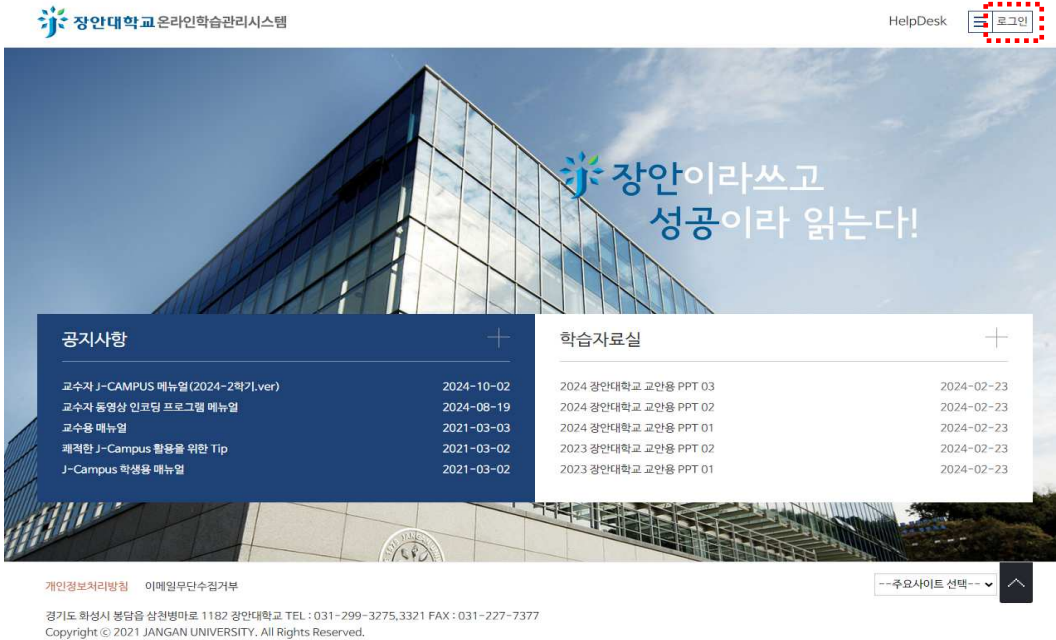 장안대학교 온라인학습관리시스템
HelpDesk
로그인
장안이라쓰고
성공이라 읽는다!
공지사항
교수자 J-CAMPUS 메뉴얼(2024-2학기.ver) 2024-10-02
교수자 동영상 인코딩 프로그램 메뉴얼 2024-08-19
교수용 매뉴얼 2021-03-03
쾌적한 J-Campus 활용을 위한 Tip 2021-03-02
J-Campus 학생용 매뉴얼 2021-03-02
학습자료실
2024 장안대학교 교안용 PPT 03 2024-02-23
2024 장안대학교 교안용 PPT 02 2024-02-23
2024 장안대학교 교안용 PPT 01 2024-02-23
2023 장안대학교 교안용 PPT 02 2024-02-23
2023 장안대학교 교안용 PPT 01 2024-02-23
개인정보처리방침 이메일무단수집거부
--주요사이트 선택--
경기도 화성시 봉담읍 삼천병마로 1182 장안대학교 TEL : 031-299-3275,3321 FAX : 031-227-7377
Copyright ⓒ 2021 JANGAN UNIVERSITY. All Rights Reserved.